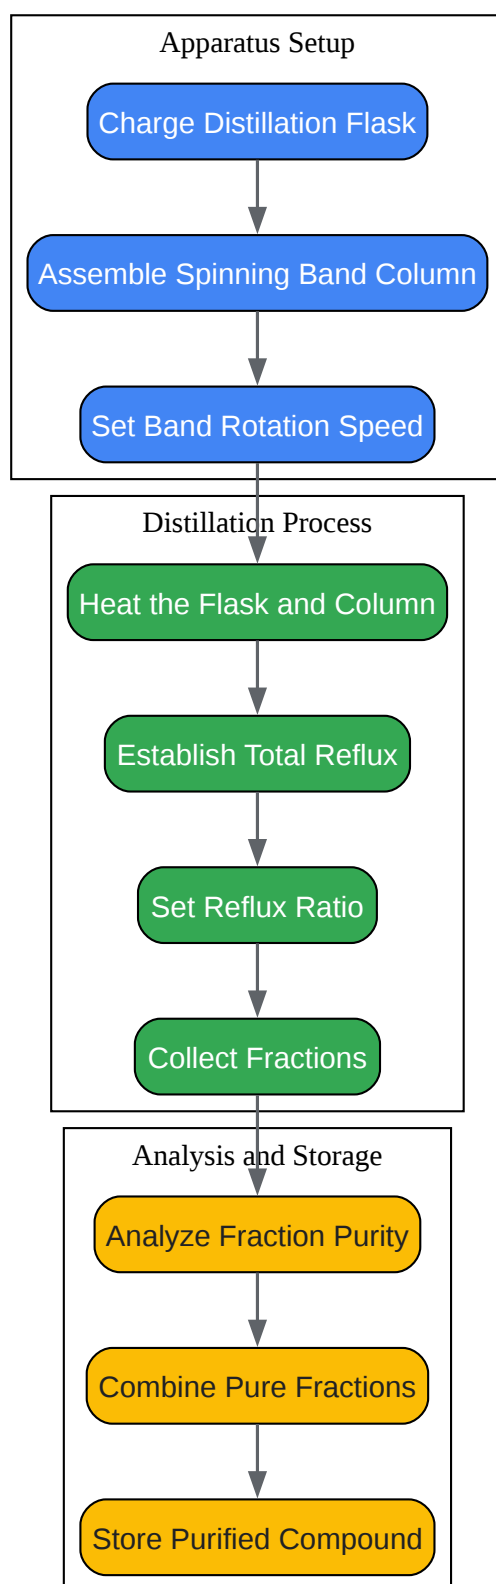 Apparatus Setup
Charge Distillation Flask
Assemble Spinning Band Column
Set Band Rotation Speed
Distillation Process
Heat the Flask and Column
Establish Total Reflux
Set Reflux Ratio
Collect Fractions
Analysis and Storage
Analyze Fraction Purity
Combine Pure Fractions
Store Purified Compound